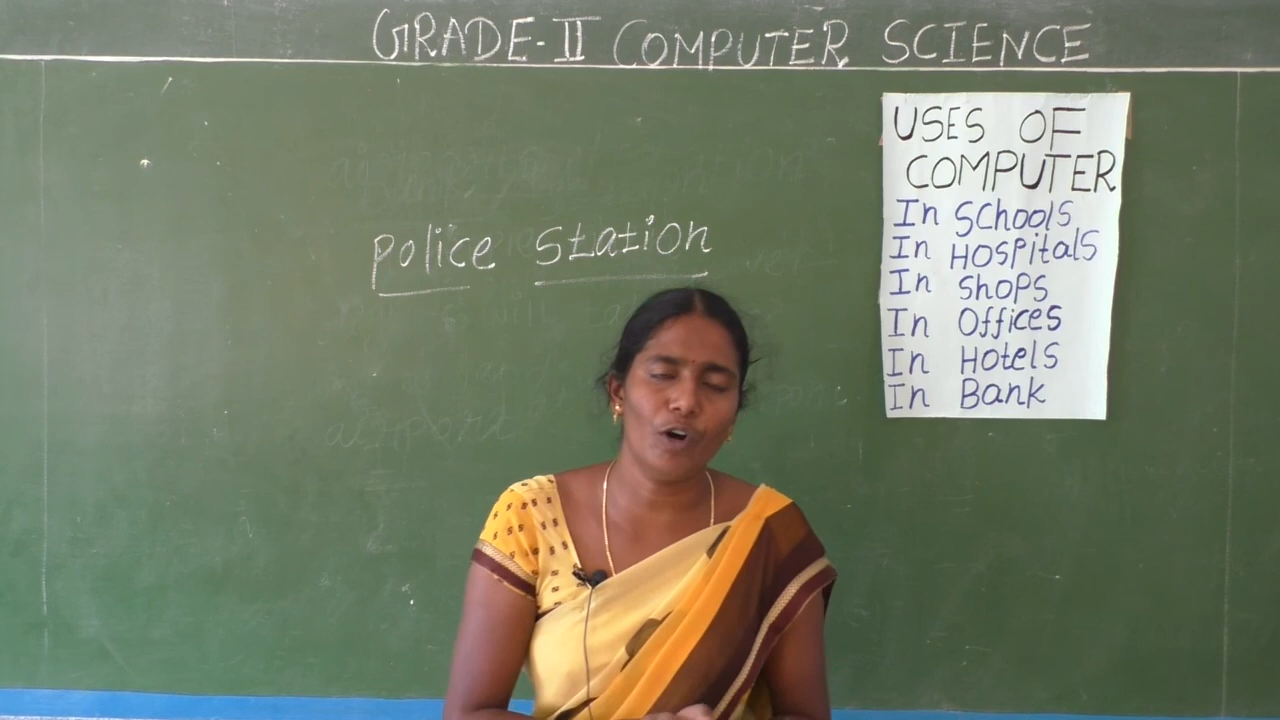 GRADE-II COMPUTER SCIENCE
police station
USES OF
COMPUTER
In Schools
In Hospitals
In Shops
In Offices
In Hotels
In Bank